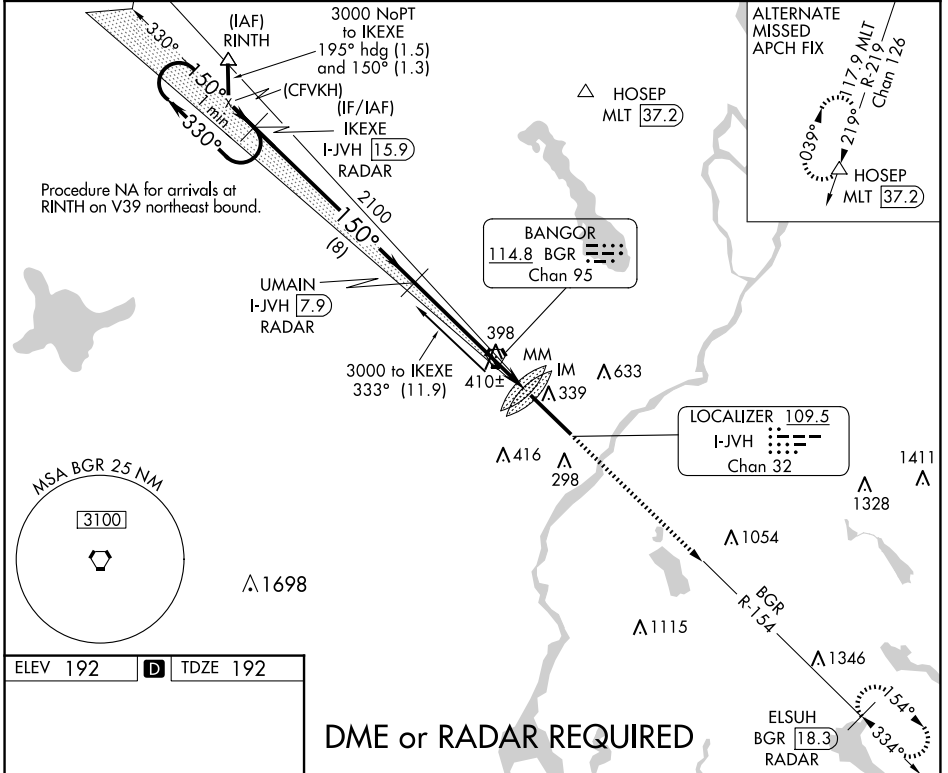 (IAF)
RINTH
3000 NoPT
to IKEXE
195° hdg (1.5)
and 150° (1.3)
(CFVKH)
(IF/IAF)
IKEXE
I-JVH 15.9
RADAR
330°
150°
1 min
330°
Procedure NA for arrivals at
RINTH on V39 northeast bound.
HOSEP
MLT 37.2
ALTERNATE
MISSED
APCH FIX
117.9 MLT
R-219
Chan 126
039°
219°
HOSEP
MLT 37.2
2100
150°
(8)
BANGOR
114.8 BGR
Chan 95
UMAIN
I-JVH 7.9
RADAR
3000 to IKEXE
333° (11.9)
398
410±
MM
IM
339
633
LOCALIZER 109.5
I-JVH
Chan 32
416
298
1411
1328
MSA BGR 25 NM
3100
1698
1054
BGR
R-154
1115
1346
ELEV 192 D TDZE 192
DME or RADAR REQUIRED
ELSUH
BGR 18.3
RADAR
154°
334°